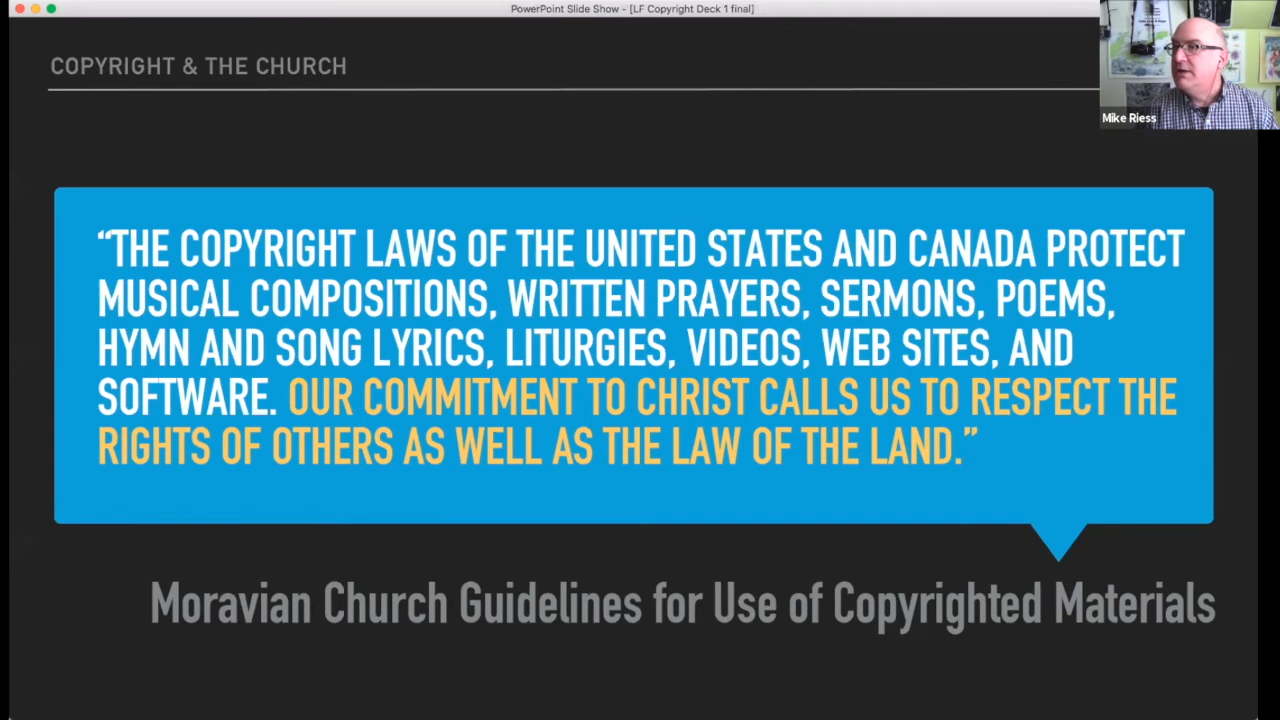 PowerPoint Slide Show - [LF Copyright Deck 1 final]
COPYRIGHT & THE CHURCH
Mike Riess
“THE COPYRIGHT LAWS OF THE UNITED STATES AND CANADA PROTECT
MUSICAL COMPOSITIONS, WRITTEN PRAYERS, SERMONS, POEMS,
HYMN AND SONG LYRICS, LITURGIES, VIDEOS, WEB SITES, AND
SOFTWARE. OUR COMMITMENT TO CHRIST CALLS US TO RESPECT THE
RIGHTS OF OTHERS AS WELL AS THE LAW OF THE LAND.”
Moravian Church Guidelines for Use of Copyrighted Materials